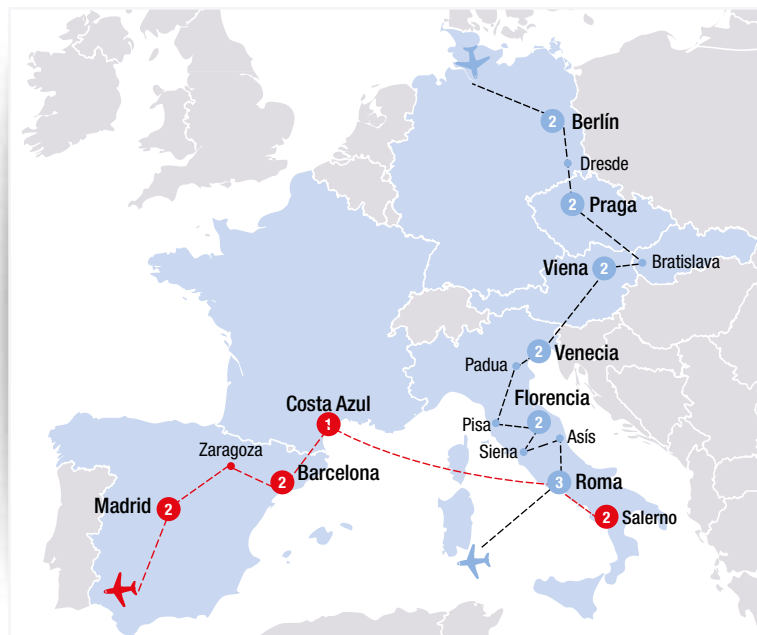 2 Berlín
Dresde
2 Praga
Bratislava
Viena 2
2 Venecia
Padua
Florencia
2
Pisa
Siena
Asís
Costa Azul
1
Zaragoza
Barcelona
2
Madrid 2
3 Roma
2 Salerno